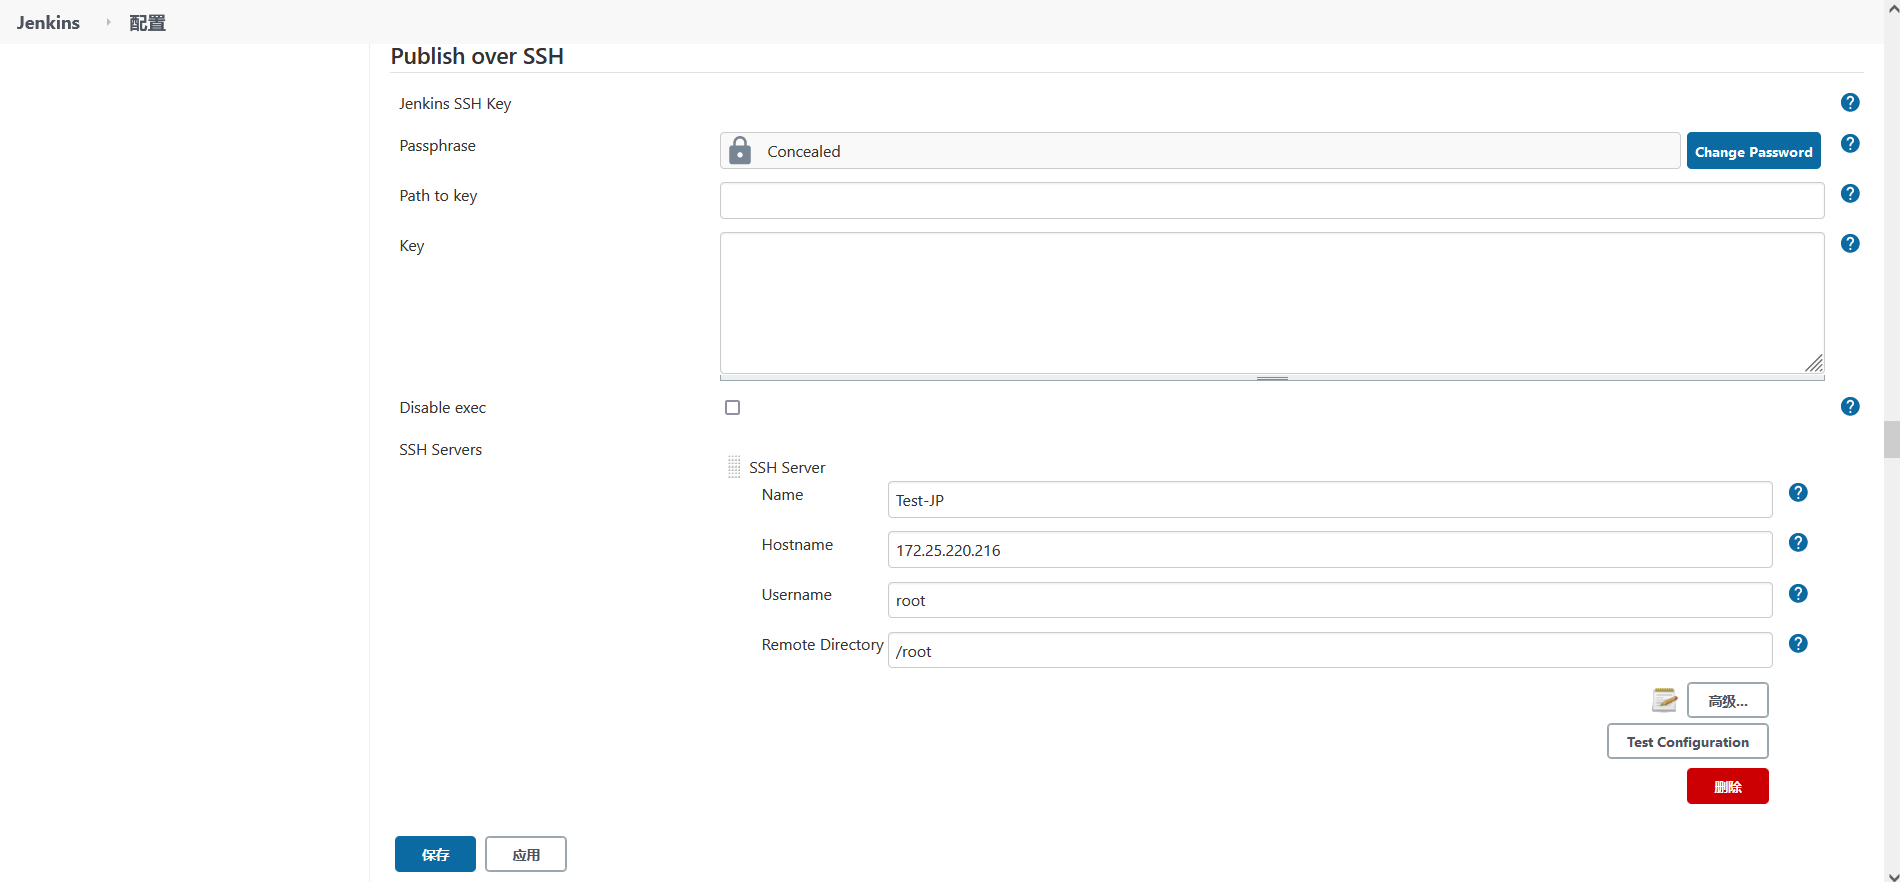 Jenkins 配置
Publish over SSH
Jenkins SSH Key
Passphrase
Concealed
Change Password
Path to key
Key
Disable exec
SSH Servers
SSH Server
Name
Test-JP
Hostname
172.25.220.216
Username
root
Remote Directory
/root
高级...
Test Configuration
删除
保存
应用